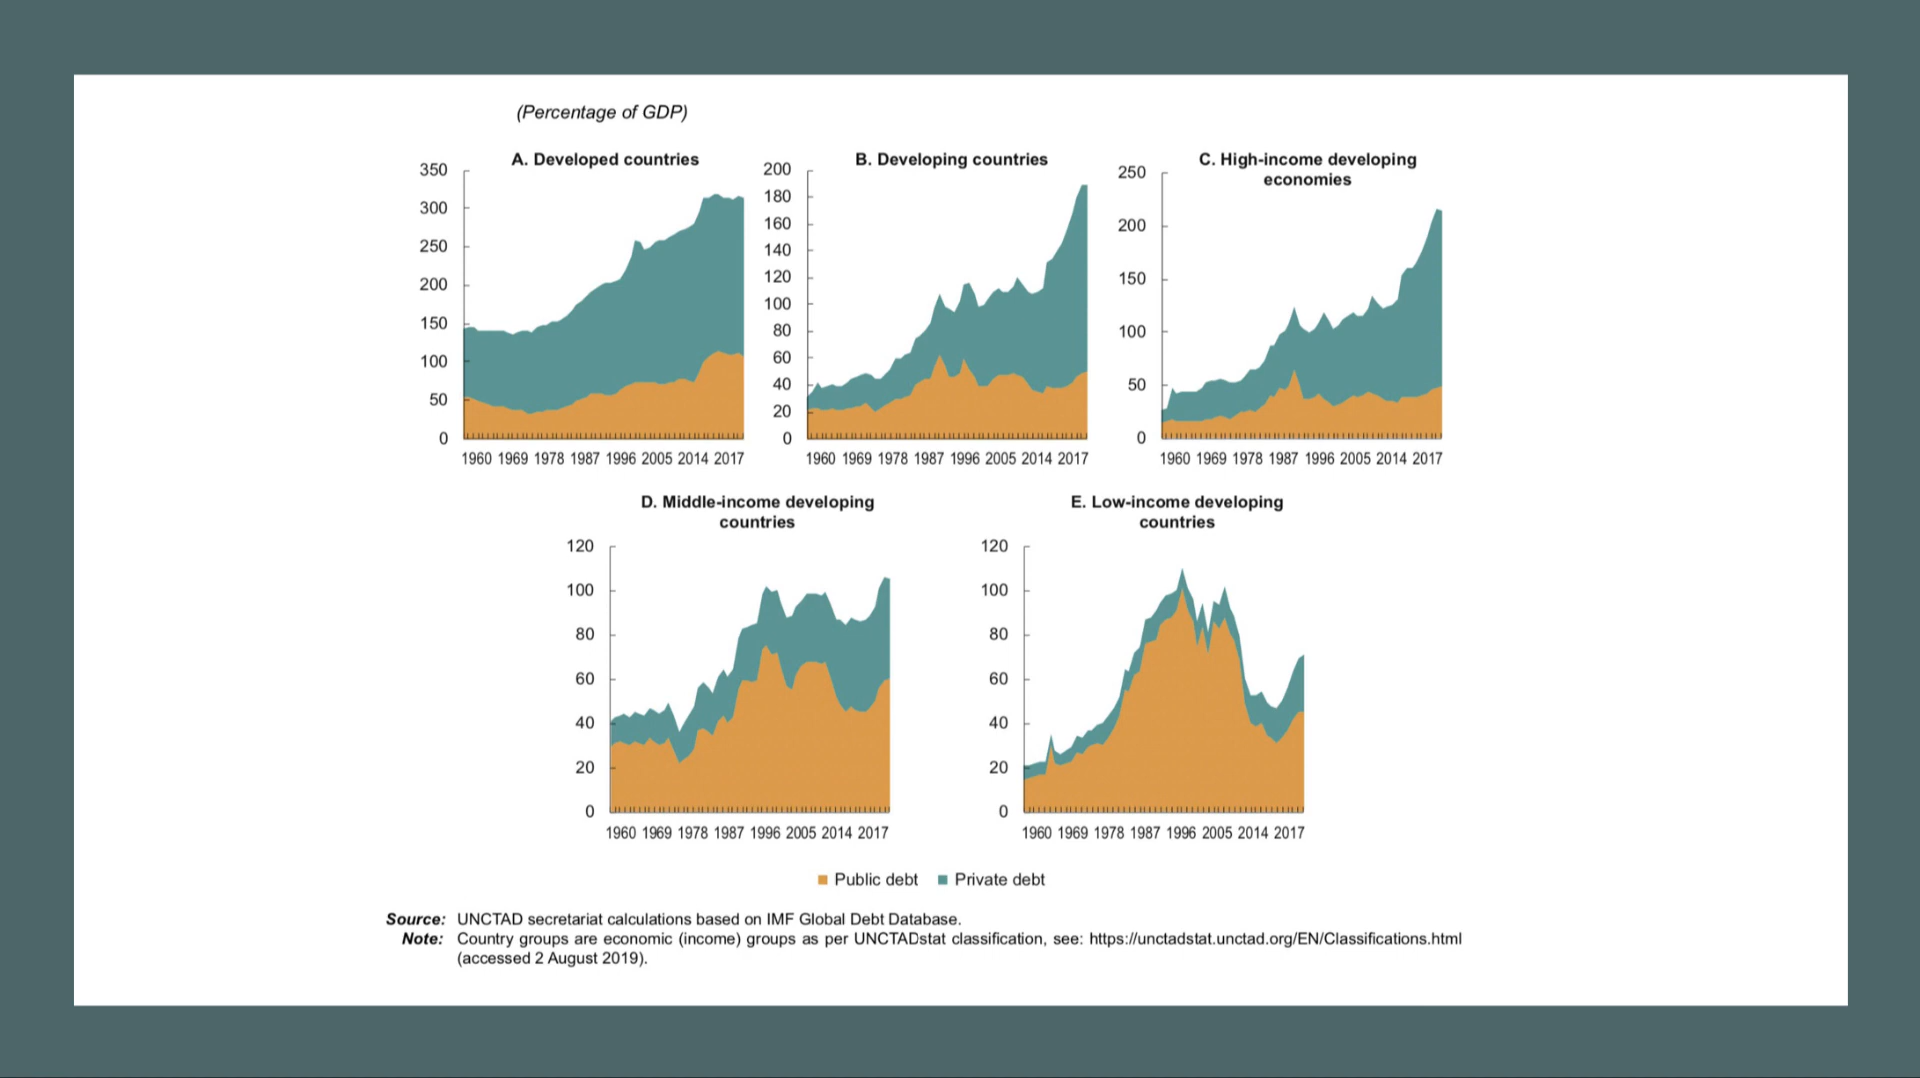 (Percentage of GDP)
A. Developed countries
350
300
250
200
150
100
50
0
1960 1969 1978 1987 1996 2005 2014 2017
B. Developing countries
200
180
160
140
120
100
80
60
40
20
0
1960 1969 1978 1987 1996 2005 2014 2017
C. High-income developing
economies
250
200
150
100
50
0
1960 1969 1978 1987 1996 2005 2014 2017
D. Middle-income developing
countries
120
100
80
60
40
20
0
1960 1969 1978 1987 1996 2005 2014 2017
E. Low-income developing
countries
120
100
80
60
40
20
0
1960 1969 1978 1987 1996 2005 2014 2017
Public debt Private debt
Source: UNCTAD secretariat calculations based on IMF Global Debt Database.
Note: Country groups are economic (income) groups as per UNCTADstat classification, see: https://unctadstat.unctad.org/EN/Classifications.html
(accessed 2 August 2019).